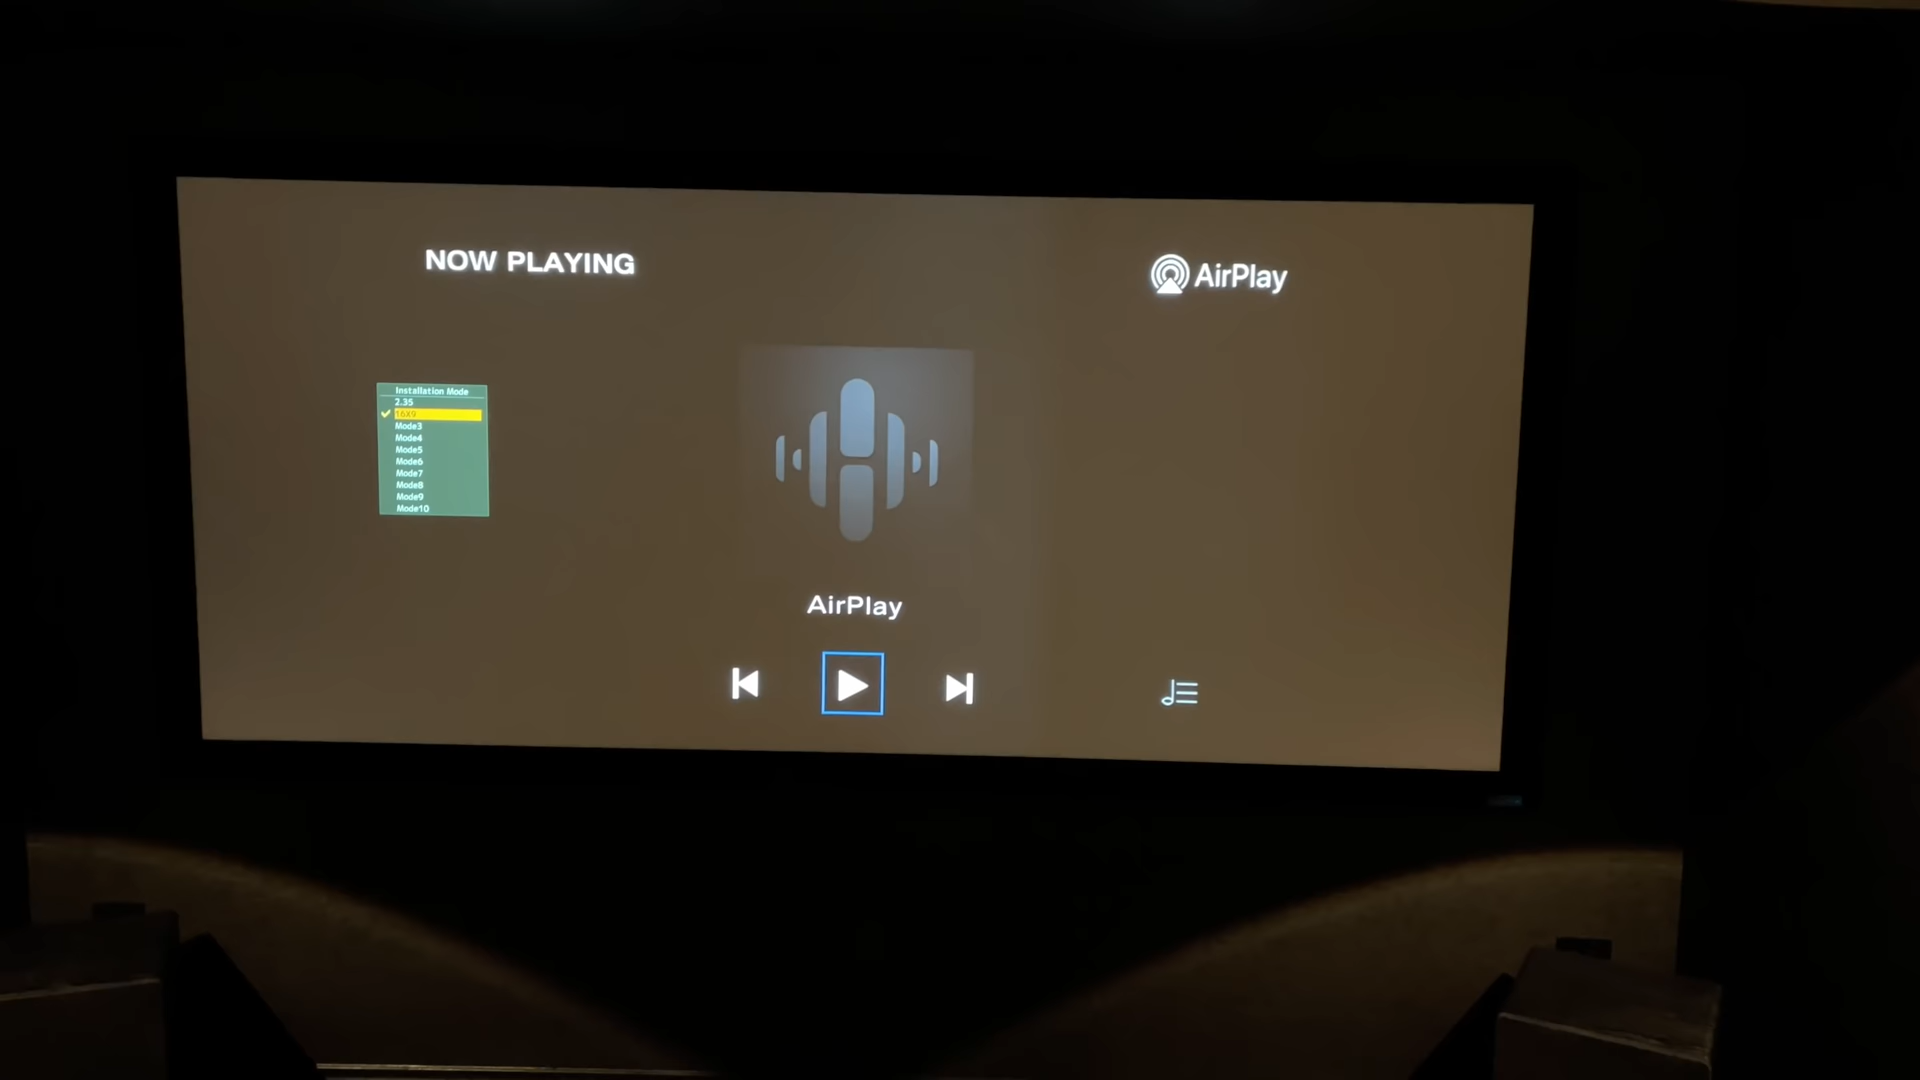 NOW PLAYING
AirPlay
Installation Mode
2.35
16X9
Mode3
Mode4
Mode5
Mode6
Mode7
Mode8
Mode9
Mode10
AirPlay